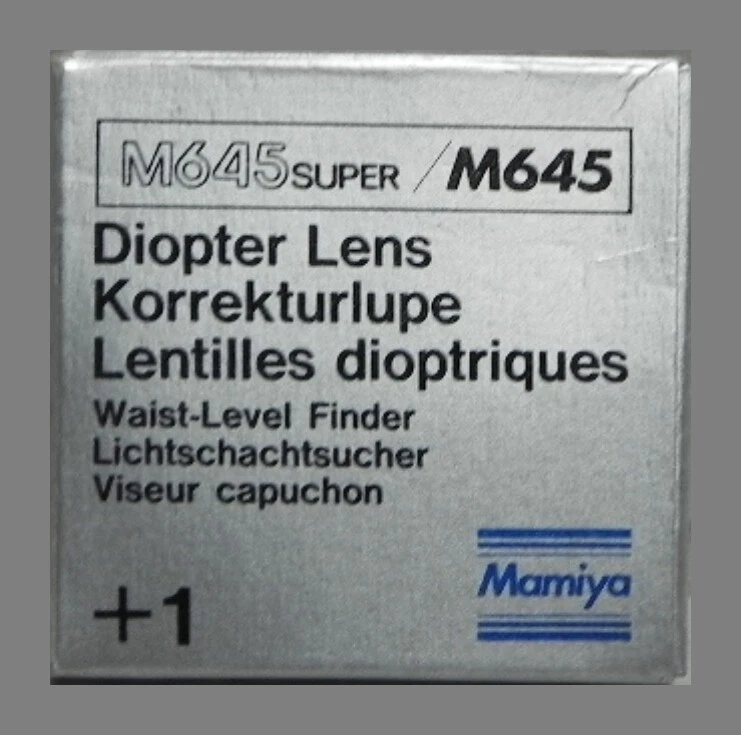 M645SUPER/M645
Diopter Lens
Korrekturlupe
Lentilles dioptriques
Waist-Level Finder
Lichtschachtsucher
Viseur capuchon
+1
Mamiya